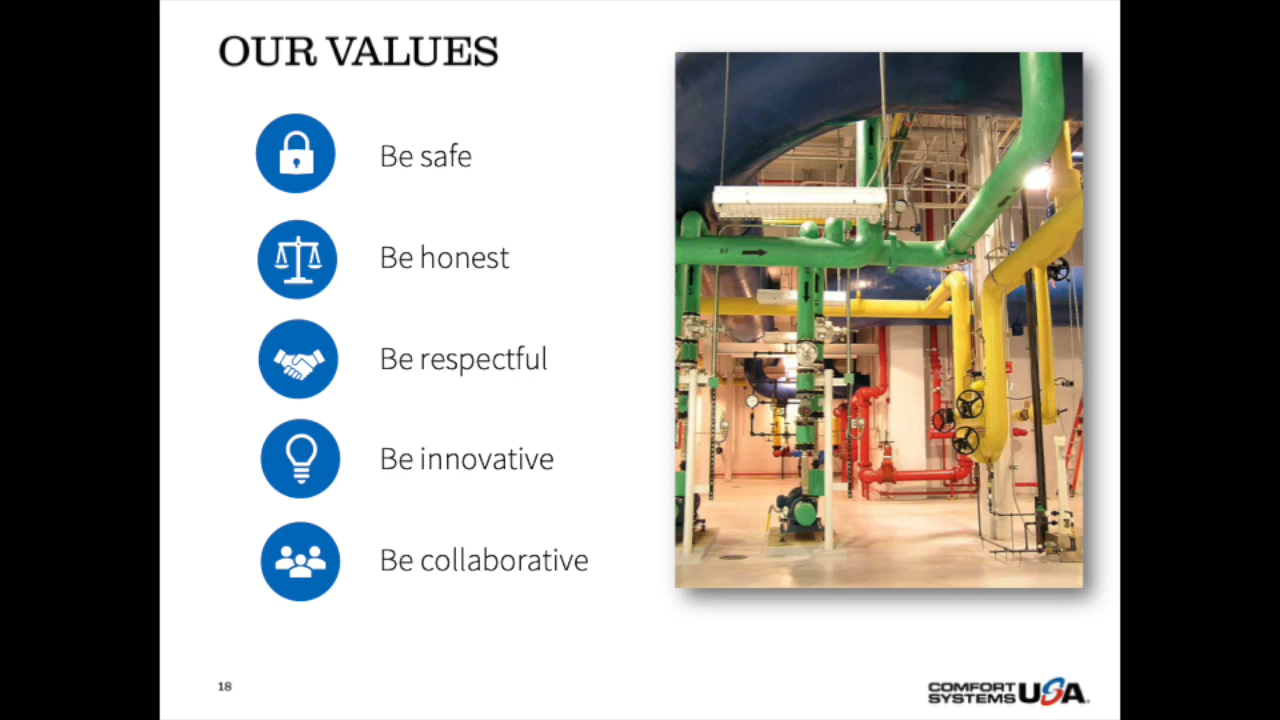 OUR VALUES
Be safe
Be honest
Be respectful
Be innovative
Be collaborative
18
COMFORT
SYSTEMS USA